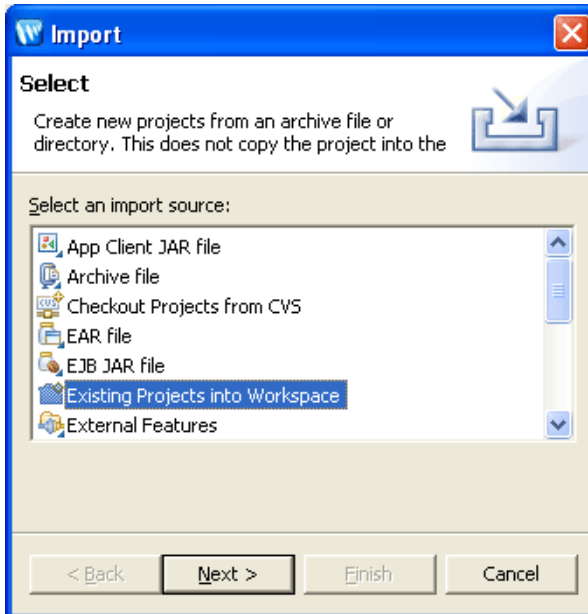 Import
Select
Create new projects from an archive file or
directory. This does not copy the project into the
Select an import source:
App Client JAR file
Archive file
Checkout Projects from CVS
EAR file
EJB JAR file
Existing Projects into Workspace
External Features
< Back Next > Finish Cancel